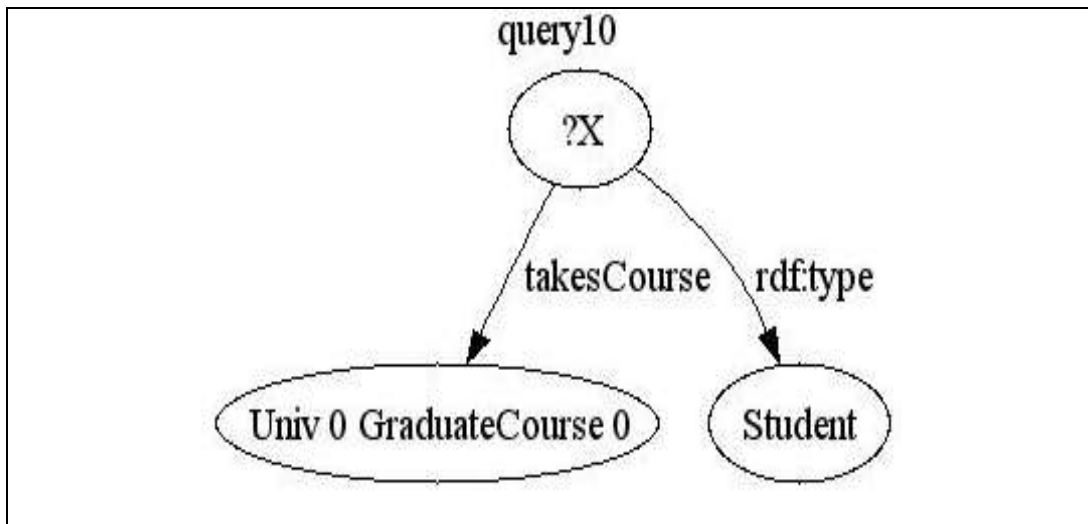 query10
?X
takesCourse
rdf:type
Univ 0 GraduateCourse 0
Student